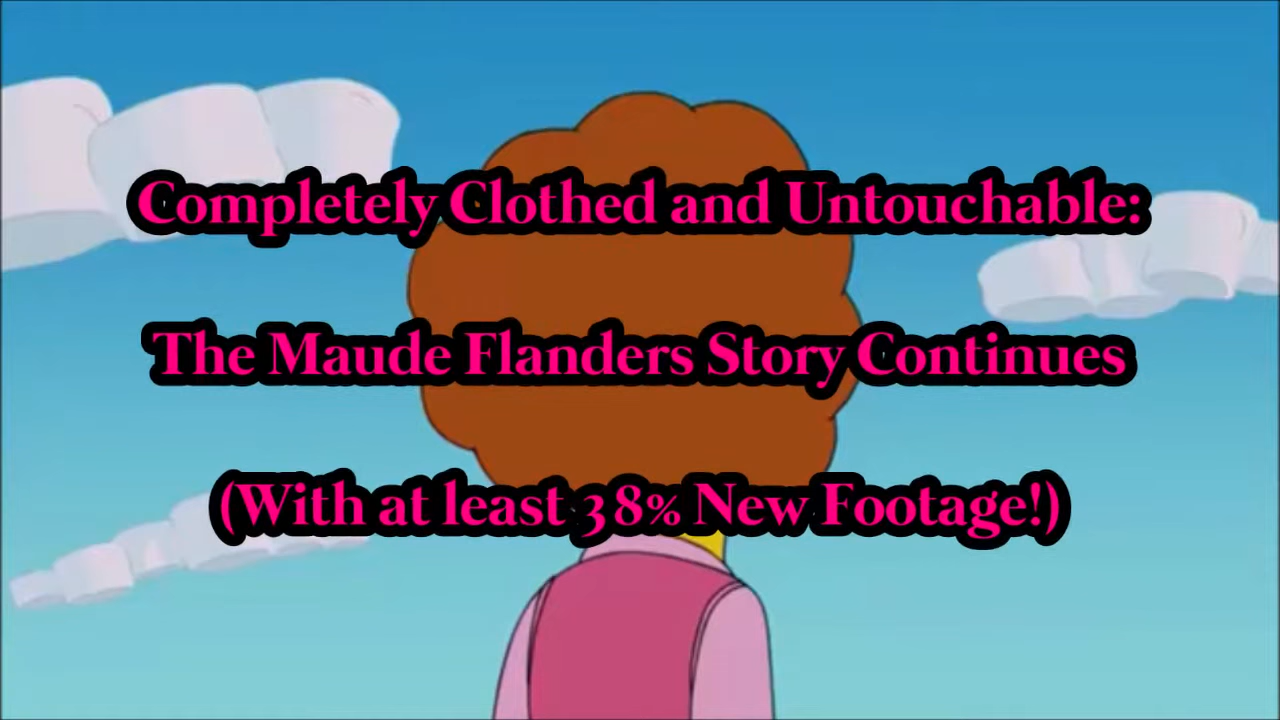 Completely Clothed and Untouchable:
The Maude Flanders Story Continues
(With at least 38% New Footage!)